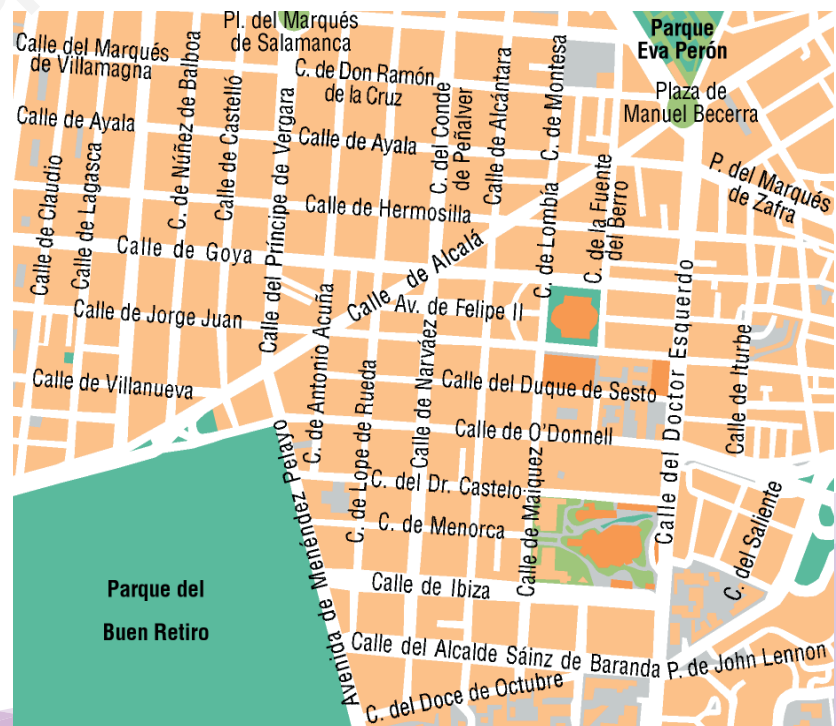 Pl. del Marqués
de Salamanca
Parque
Eva Perón
Calle del Marqués
de Villamagna
C. de Don Ramón
de la Cruz
Plaza de
Manuel Becerra
Calle de Ayala
Calle de Ayala
C. de Núñez de Balboa
Calle de Castelló
Calle del Príncipe de Vergara
C. del Conde
de Peñalver
Calle de Alcántara
C. de Montesa
P. del Marqués
de Zafra
Calle de Claudio
Calle de Lagasca
Calle de Hermosilla
C. de Lombía
C. de la Fuente
del Berro
Calle de Goya
Calle de Alcalá
Av. de Felipe II
Calle de Jorge Juan
C. de Antonio Acuña
Calle de Narváez
Calle del Doctor Esquerdo
Calle de Iturbe
Calle de Villanueva
C. de Lope de Rueda
Calle del Duque de Sesto
Calle de O'Donnell
Avenida de Menéndez Pelayo
C. del Dr. Castelo
Calle de Maiquez
C. de Menorca
C. del Saliente
Calle de Ibiza
Parque del
Buen Retiro
Calle del Alcalde Sáinz de Baranda
P. de John Lennon
C. del Doce de Octubre